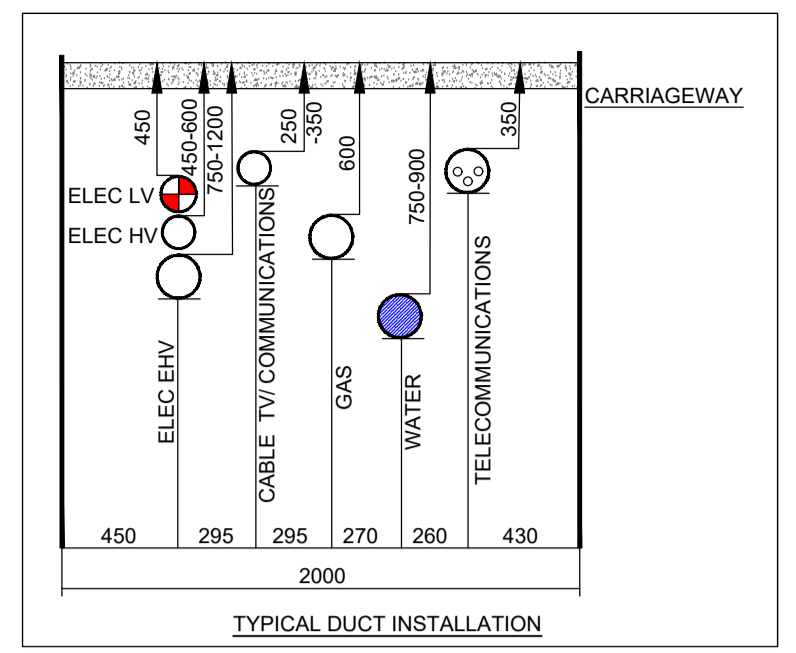 CARRIAGEWAY
450
450-600
750-1200
250
-350
600
750-900
350
ELEC LV
ELEC HV
ELEC EHV
CABLE TV/ COMMUNICATIONS
GAS
WATER
TELECOMMUNICATIONS
450 295 295 270 260 430
2000
TYPICAL DUCT INSTALLATION